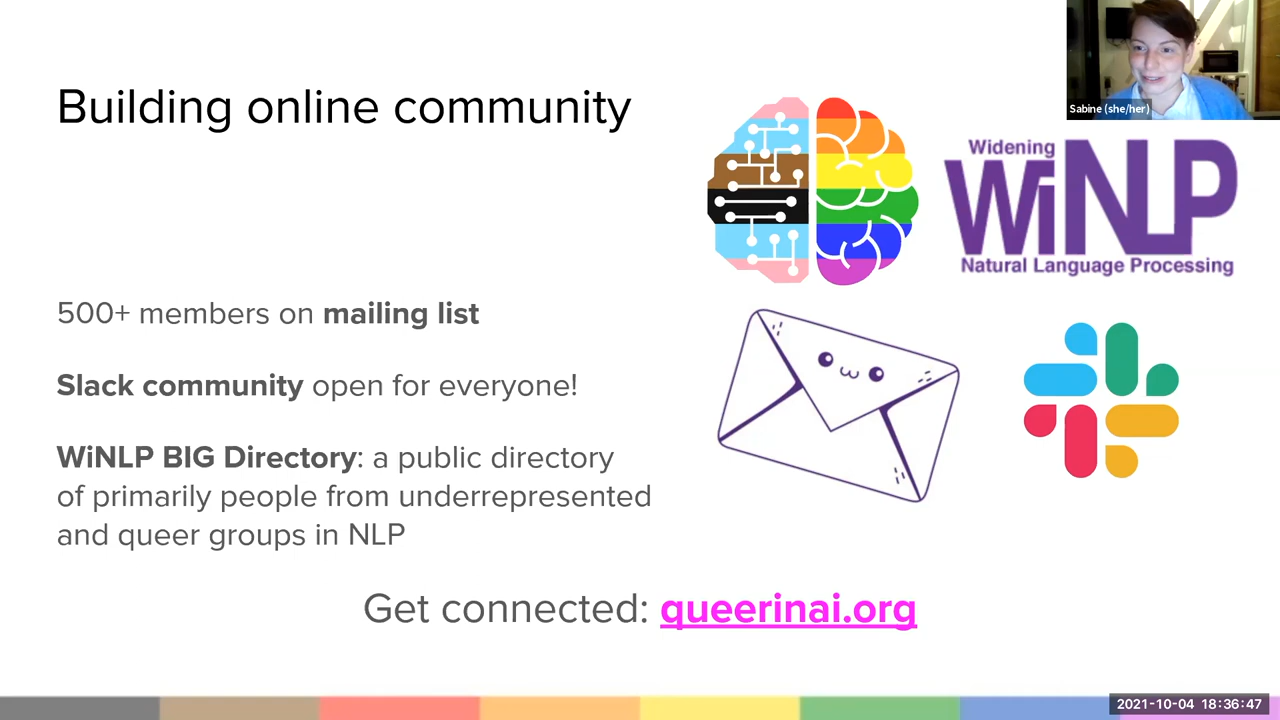 Building online community
Sabine (she/her)
Widening
WiNLP
Natural Language Processing
500+ members on mailing list
Slack community open for everyone!
WiNLP BIG Directory: a public directory
of primarily people from underrepresented
and queer groups in NLP
Get connected: queerinai.org
2021-10-04 18:36:47